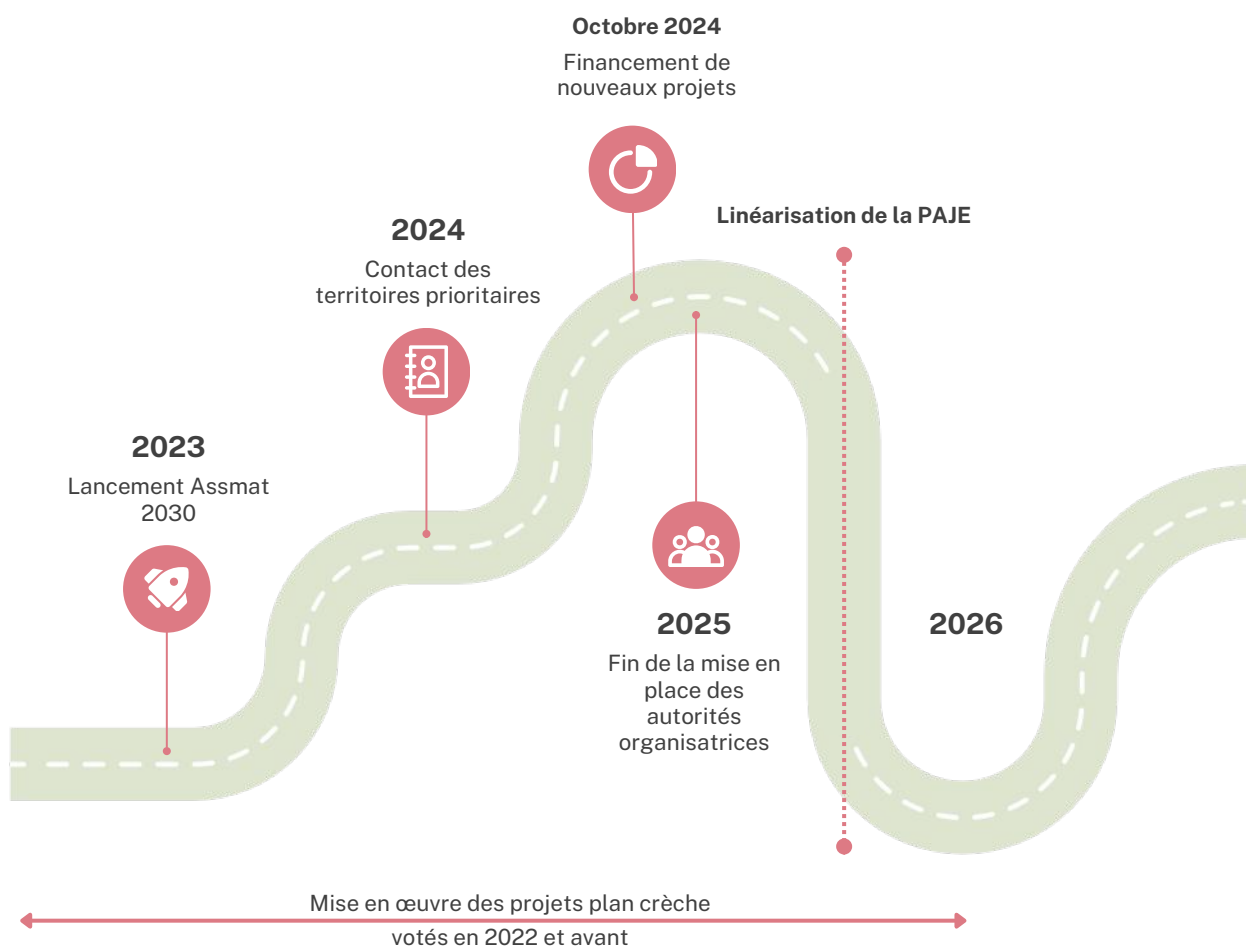 Octobre 2024
Financement de
nouveaux projets
Linéarisation de la PAJE
2024
Contact des
territoires prioritaires
2023
Lancement Assmat
2030
2025
Fin de la mise en
place des
autorités
organisatrices
2026
Mise en œuvre des projets plan crèche
votés en 2022 et avant